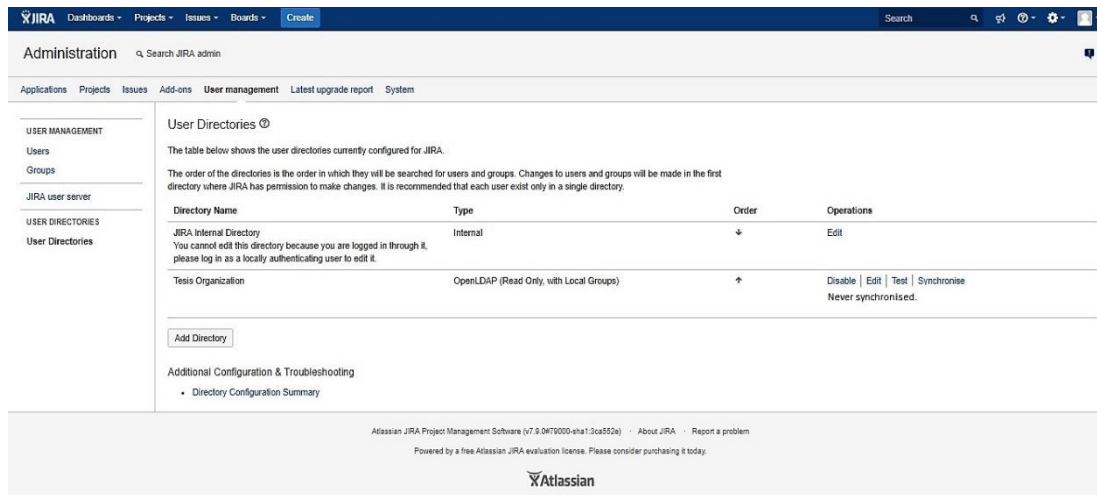 JIRA Dashboards Projects Issues Boards Create Search
Administration Search JIRA admin
Applications Projects Issues Add-ons User management Latest upgrade report System
USER MANAGEMENT
Users
Groups
JIRA user server
USER DIRECTORIES
User Directories
User Directories
The table below shows the user directories currently configured for JIRA.
The order of the directories is the order in which they will be searched for users and groups. Changes to users and groups will be made in the first
directory where JIRA has permission to make changes. It is recommended that each user exist only in a single directory.
Directory Name Type Order Operations
JIRA Internal Directory Internal Edit
You cannot edit this directory because you are logged in through it,
please log in as a locally authenticating user to edit it.
Tesis Organization OpenLDAP (Read Only, with Local Groups) Disable | Edit | Test | Synchronise
Never synchronised.
Add Directory
Additional Configuration & Troubleshooting
• Directory Configuration Summary
Atlassian JIRA Project Management Software (v7.9.0#79000-sha1:3ca552e) · About JIRA · Report a problem
Powered by a free Atlassian JIRA evaluation license. Please consider purchasing it today.
Atlassian